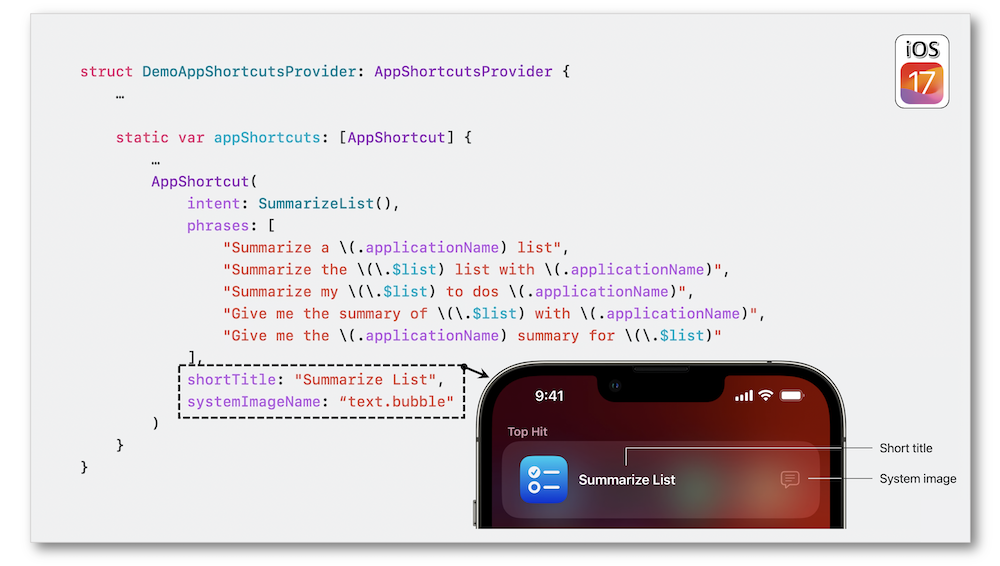 iOS
17
struct DemoAppShortcutsProvider: AppShortcutsProvider {
…
static var appShortcuts: [AppShortcut] {
…
AppShortcut(
intent: SummarizeList(),
phrases: [
"Summarize a \(.applicationName) list",
"Summarize the \(\.$list) list with \(.applicationName)",
"Summarize my \(\.$list) to dos \(.applicationName)",
"Give me the summary of \(\.$list) with \(.applicationName)",
"Give me the \(.applicationName) summary for \(\.$list)"
],
shortTitle: "Summarize List",
systemImageName: “text.bubble"
)
}
}
9:41
Top Hit
Summarize List
Short title
System image